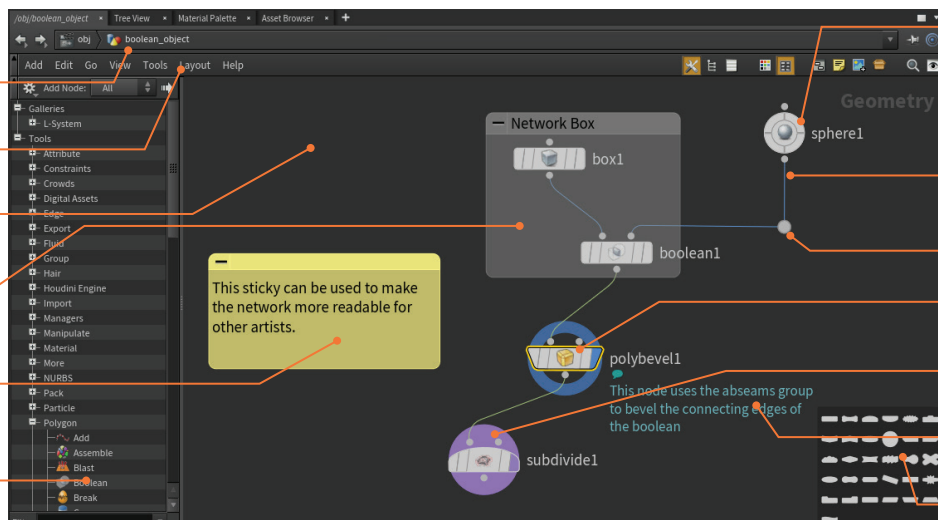 /obj/boolean_object × Tree View × Material Palette × Asset Browser × +
obj boolean_object
Add Edit Go View Tools Layout Help
Add Node: All
Galleries
L-System
Tools
Attribute
Constraints
Crowds
Digital Assets
Edge
Export
Fluid
Group
Hair
Houdini Engine
Import
Managers
Manipulate
Material
More
NURBS
Pack
Particle
Polygon
Add
Assemble
Blast
Boolean
Break
Geometry
Network Box
box1
sphere1
boolean1
This sticky can be used to make
the network more readable for
other artists.
polybevel1
This node uses the abseams group
to bevel the connecting edges of
the boolean
subdivide1